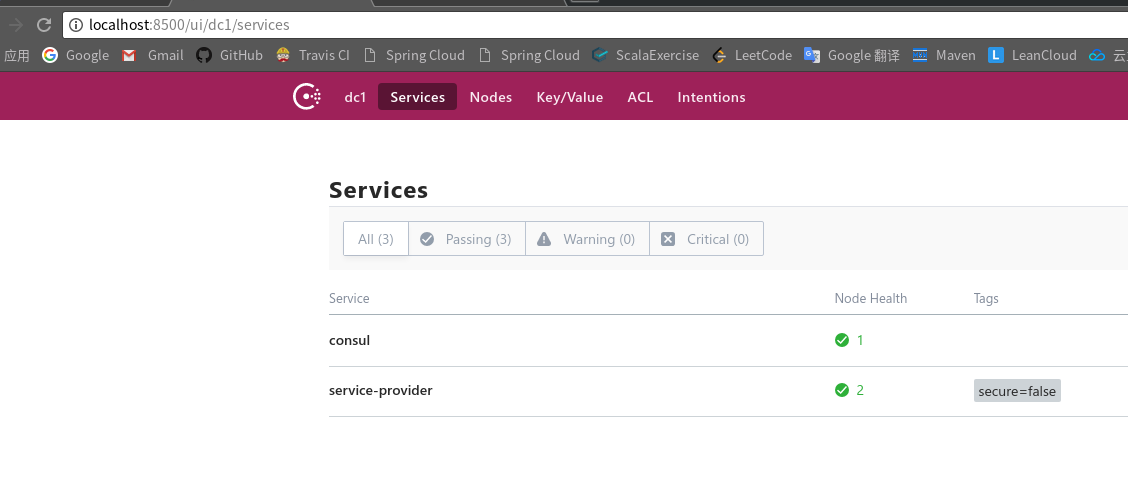 localhost:8500/ui/dc1/services
应用 Google Gmail GitHub Travis CI Spring Cloud Spring Cloud ScalaExercise LeetCode Google 翻译 Maven L LeanCloud
dc1 Services Nodes Key/Value ACL Intentions
Services
All (3) Passing (3) Warning (0) Critical (0)
Service Node Health Tags
consul 1
service-provider 2 secure=false